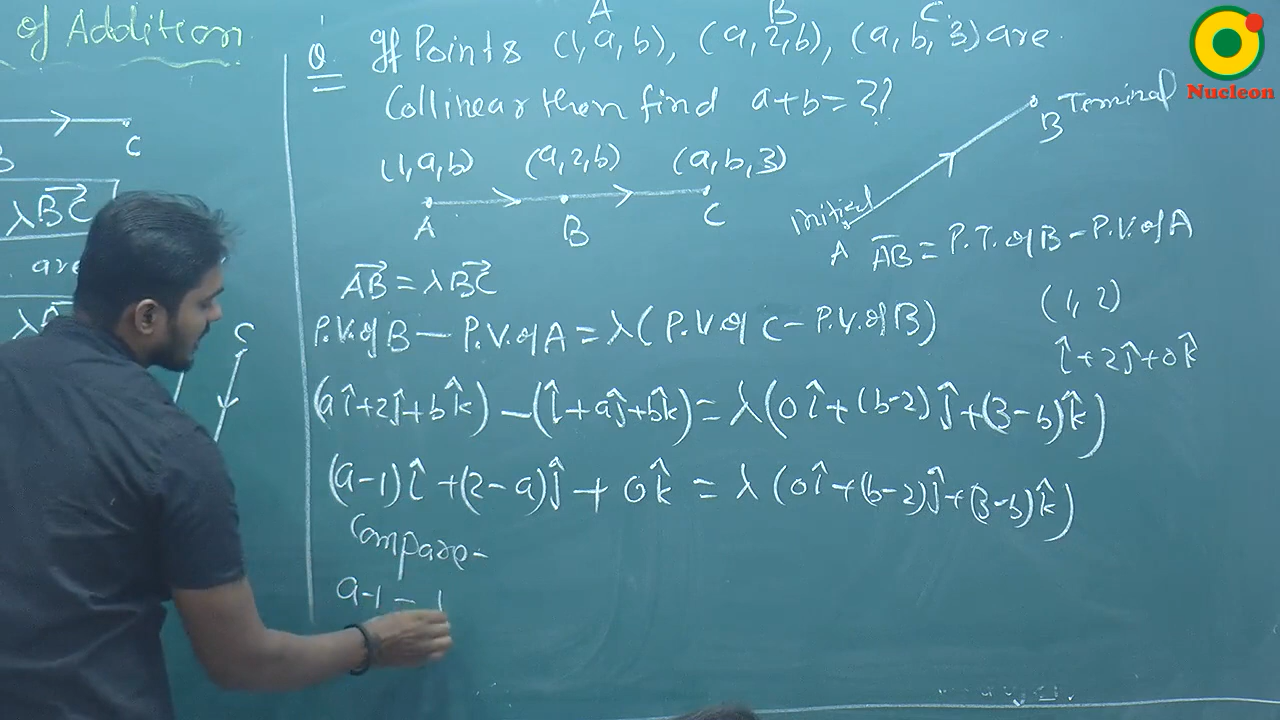 of Addition
C
B
λBC⃗
are
λ
C
Q. If Points (1, a, b), (a, 2, b), (a, b, 3) are
A B C
Collinear then find a+b=??
(1, a, b) (a, 2, b) (a, b, 3)
A B C
Initial A B Terminal
AB⃗ = P.T. of B - P.V. of A
AB⃗ = λBC⃗
(1, 2)
P.V. of B - P.V. of A = λ(P.V. of C - P.V. of B)
î+2ĵ+0k̂
(aî+2ĵ+bk̂) - (î+aĵ+bk̂) = λ(0î+(b-2)ĵ+(3-b)k̂)
(a-1)î+(2-a)ĵ+0k̂ = λ(0î+(b-2)ĵ+(3-b)k̂)
Compare-
a-1 =
Nucleon